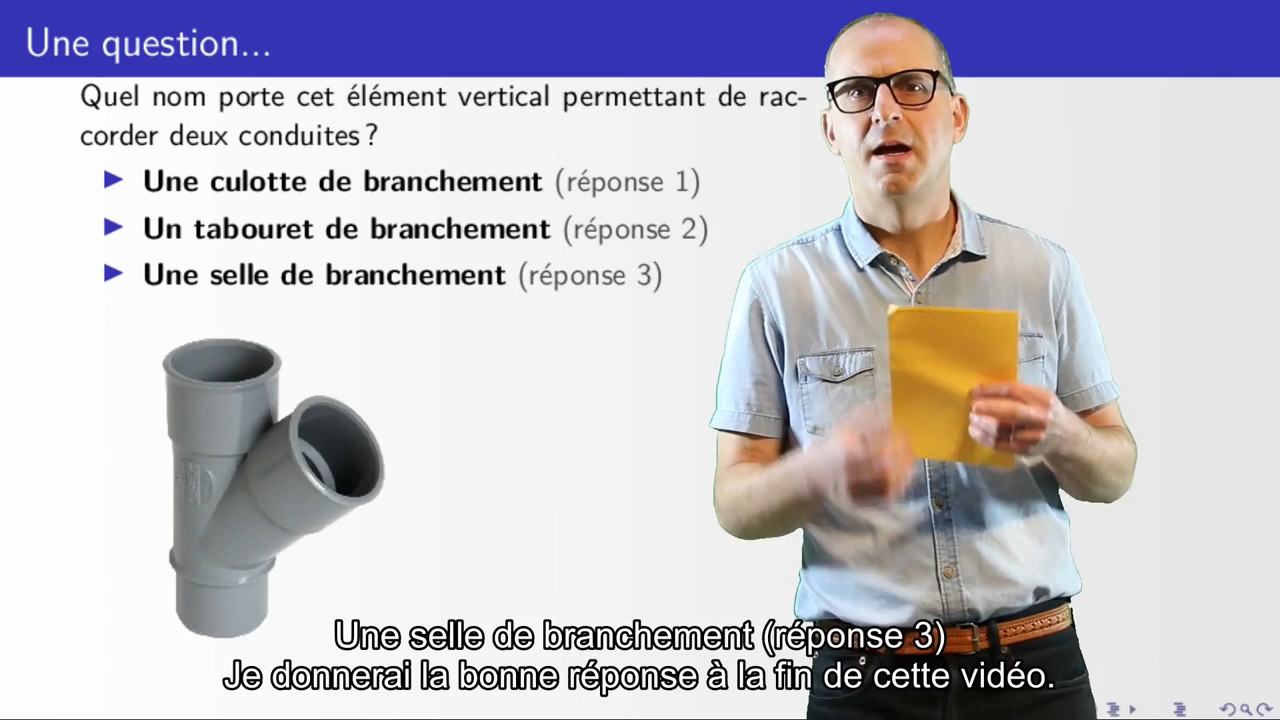 Une question...
Quel nom porte cet élément vertical permettant de rac-
corder deux conduites ?
Une culotte de branchement (réponse 1)
Un tabouret de branchement (réponse 2)
Une selle de branchement (réponse 3)
Une selle de branchement (réponse 3)
Je donnerai la bonne réponse à la fin de cette vidéo.